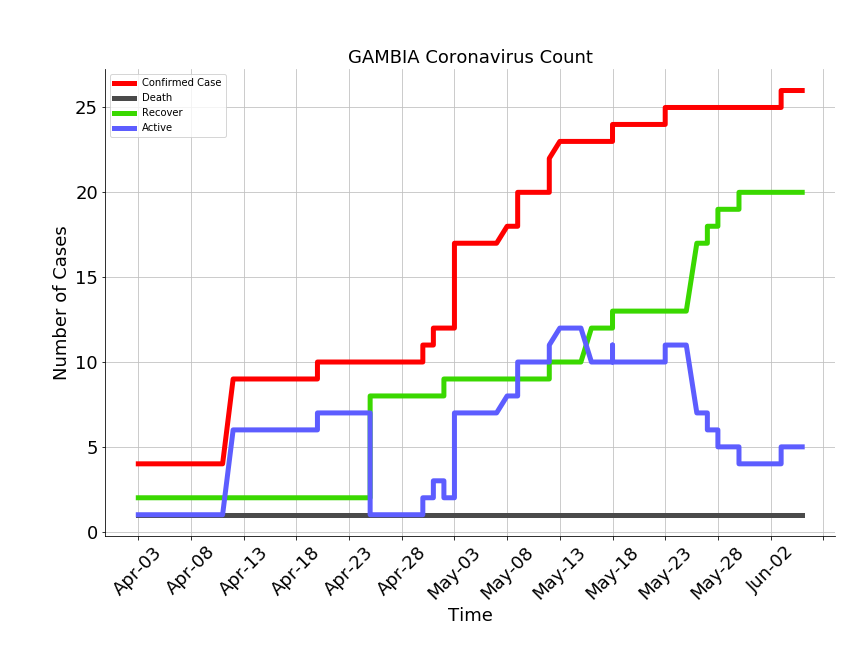 GAMBIA Coronavirus Count
Confirmed Case
Death
Recover
Active
25
20
15
10
5
0
Number of Cases
Apr-03
Apr-08
Apr-13
Apr-18
Apr-23
Apr-28
May-03
May-08
May-13
May-18
May-23
May-28
Jun-02
Time